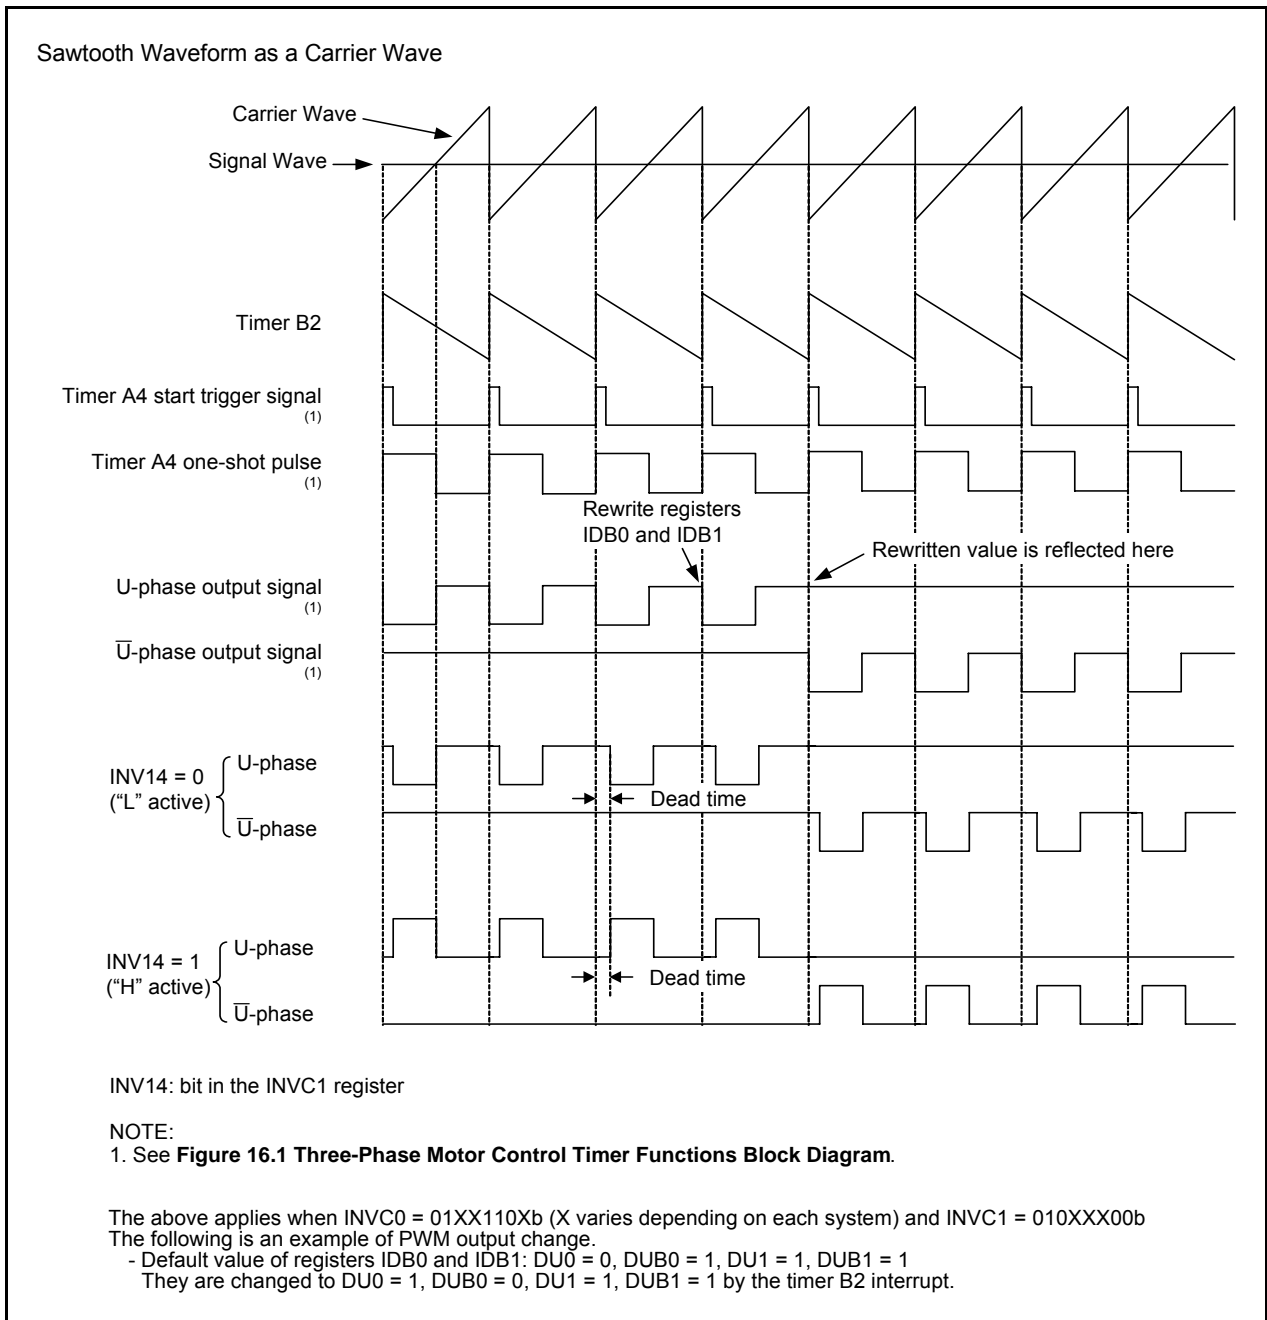 Sawtooth Waveform as a Carrier Wave
Carrier Wave
Signal Wave
Timer B2
Timer A4 start trigger signal
(1)
Timer A4 one-shot pulse
(1)
Rewrite registers
IDB0 and IDB1
Rewritten value is reflected here
U-phase output signal
(1)
U̅-phase output signal
(1)
INV14 = 0
(“L” active)
U-phase
Dead time
U̅-phase
INV14 = 1
(“H” active)
U-phase
Dead time
U̅-phase
INV14: bit in the INVC1 register
NOTE:
1. See Figure 16.1 Three-Phase Motor Control Timer Functions Block Diagram.
The above applies when INVC0 = 01XX110Xb (X varies depending on each system) and INVC1 = 010XXX00b
The following is an example of PWM output change.
- Default value of registers IDB0 and IDB1: DU0 = 0, DUB0 = 1, DU1 = 1, DUB1 = 1
They are changed to DU0 = 1, DUB0 = 0, DU1 = 1, DUB1 = 1 by the timer B2 interrupt.